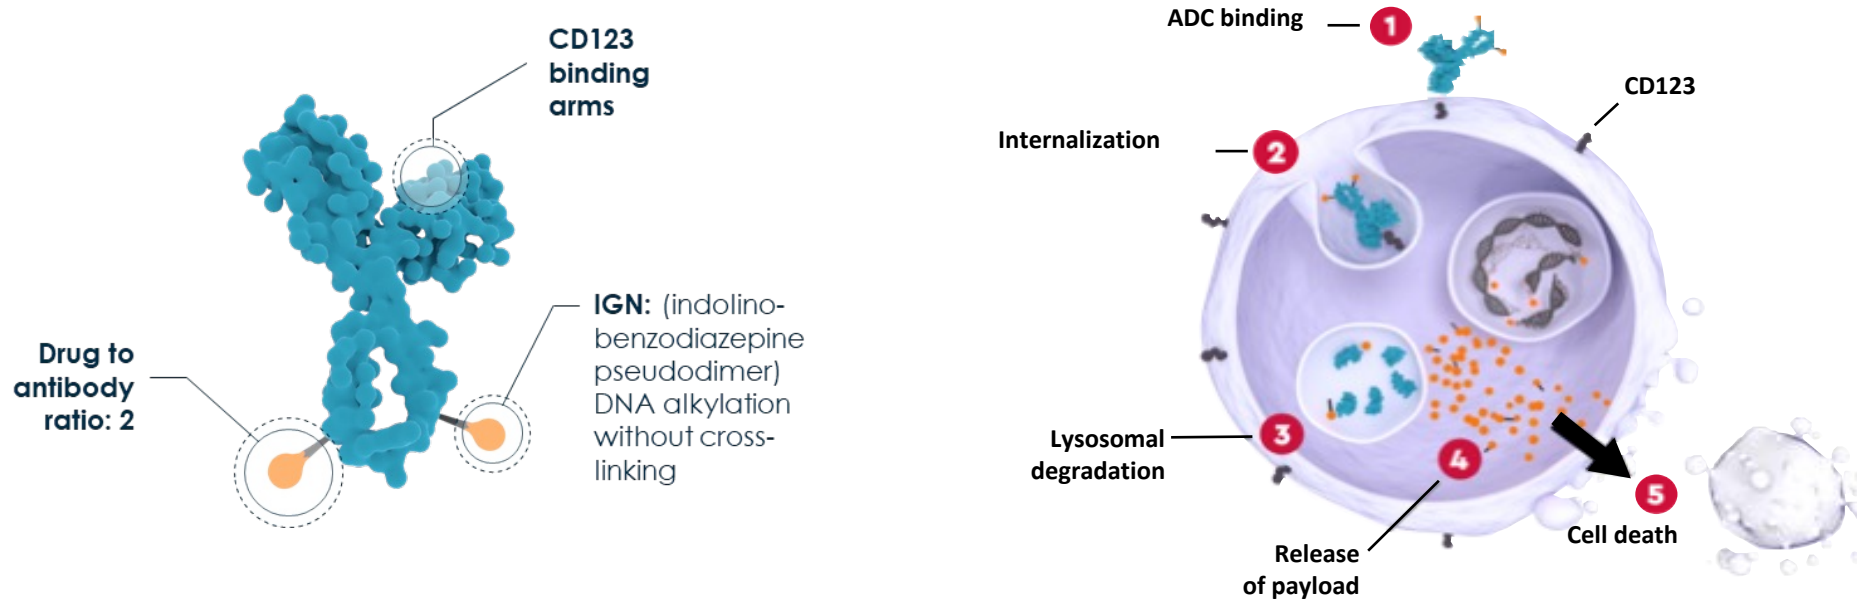 CD123
binding
arms
IGN: (indolino-
benzodiazepine
pseudodimer)
DNA alkylation
without cross-
linking
Drug to
antibody
ratio: 2
ADC binding
1
CD123
Internalization
2
Lysosomal
degradation
3
4
Release
of payload
5
Cell death